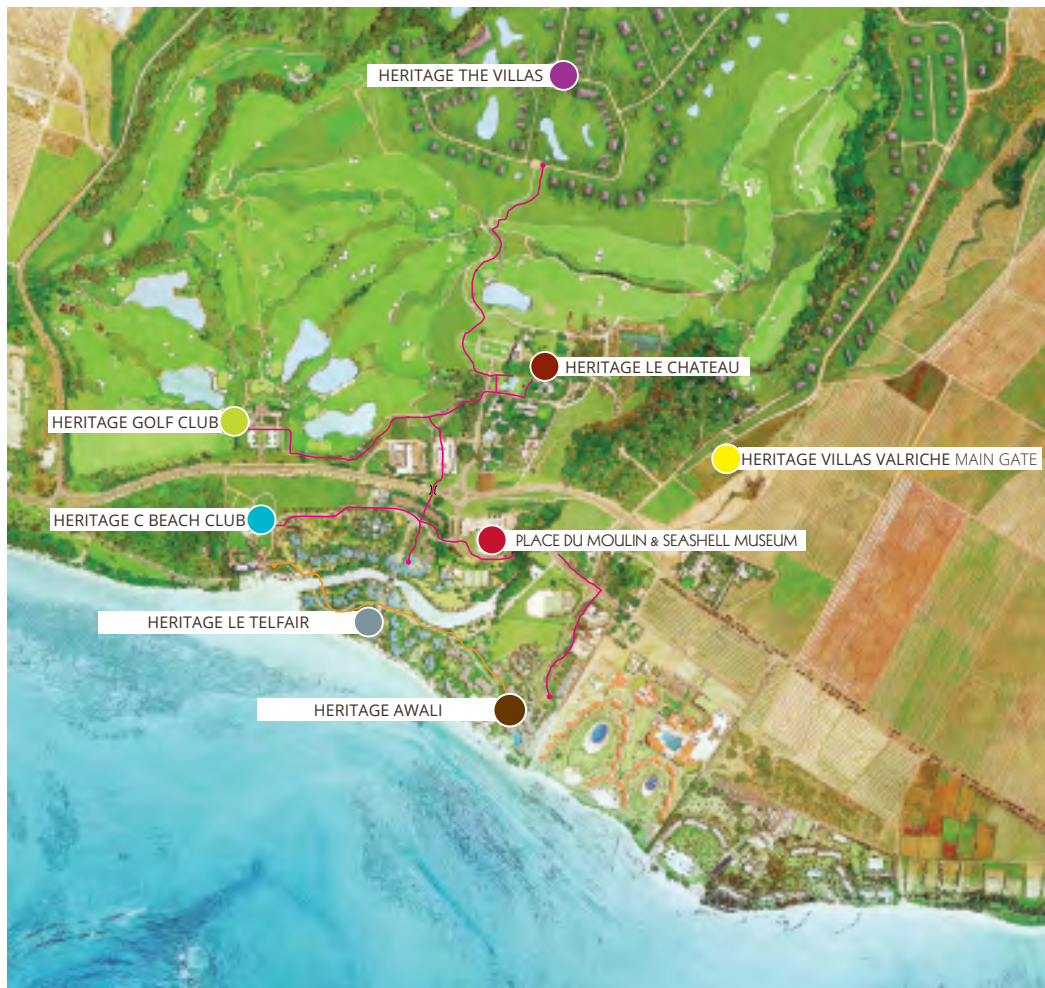 HERITAGE THE VILLAS
HERITAGE LE CHATEAU
HERITAGE GOLF CLUB
HERITAGE VILLAS VALRICHE MAIN GATE
HERITAGE C BEACH CLUB
PLACE DU MOULIN & SEASHELL MUSEUM
HERITAGE LE TELFAIR
HERITAGE AWALI